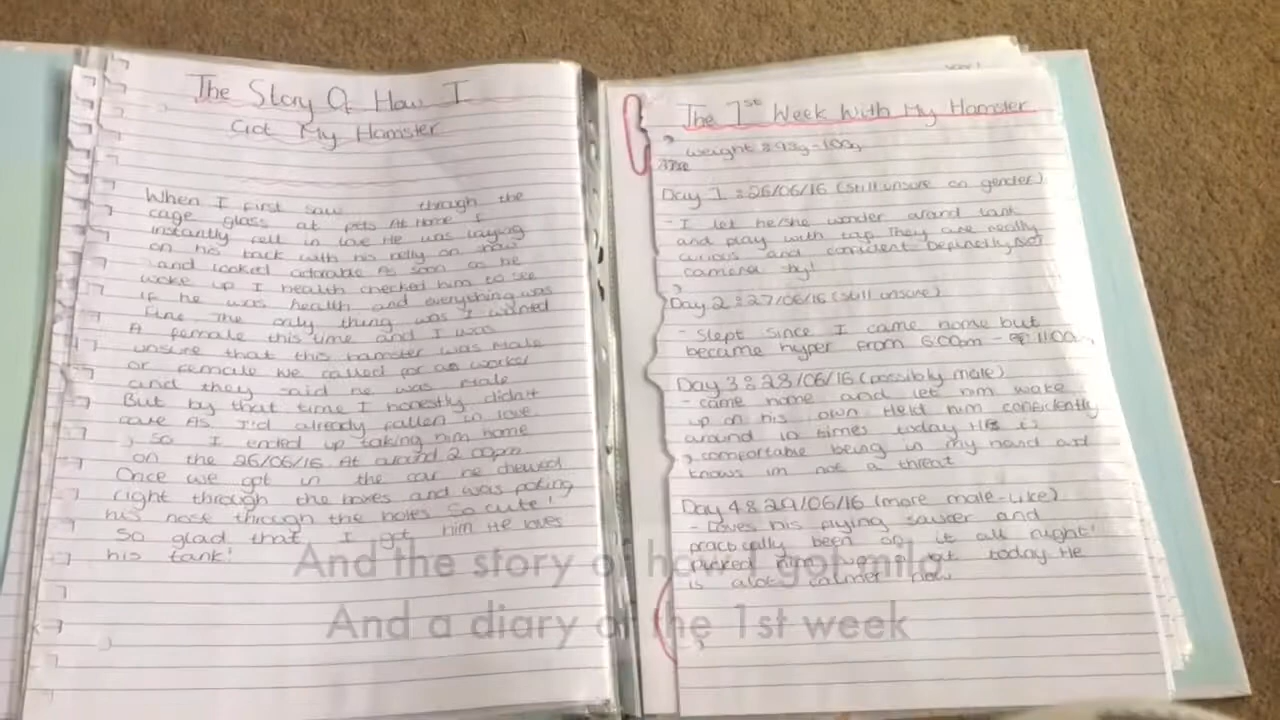 The Story Of How I
Got My Hamster
When I first saw through the
cage glass at pets At Home I
instantly fell in love He was laying
on his back with his belly on
and looked adorable As soon as he
woke up I health checked him to see
if he was health and everything was
Fine The only thing was I wanted
A female this time and I was
unsure that this hamster was Male
or female We called for a worker
and they said he was male
But by that time I honestly didn't
care As I'd already fallen in love
, so I ended up taking him home
on the 26/06/16 At around 2:00pm
Once we got in the car he chewed
right through the boxes and was poking
his nose through the holes So cute!
So glad that I got him He loves
his tank!
The 1st Week With My Hamster
weight: 93g-100g
Day 1: 26/06/16 (Still unsure on gender)
- I let he/she wonder around tank
and play with They are really
curious and confident Definetly not
camera shy!
Day 2: 27/06/16 (still unsure)
- Slept since I came home but
became hyper from 6:00pm -
Day 3: 28/06/16 (possibly male)
- came home and let him wake
up on his own Held him confidently
around 10 times today He is
, comfortable being in my hand and
knows im not a threat
Day 4: 29/06/16 (more male-like)
- Loves his flying sawcer and
practically been on it all night!
picked him up today He
is alot calmer now
And the story of how I got milo
And a diary of the 1st week